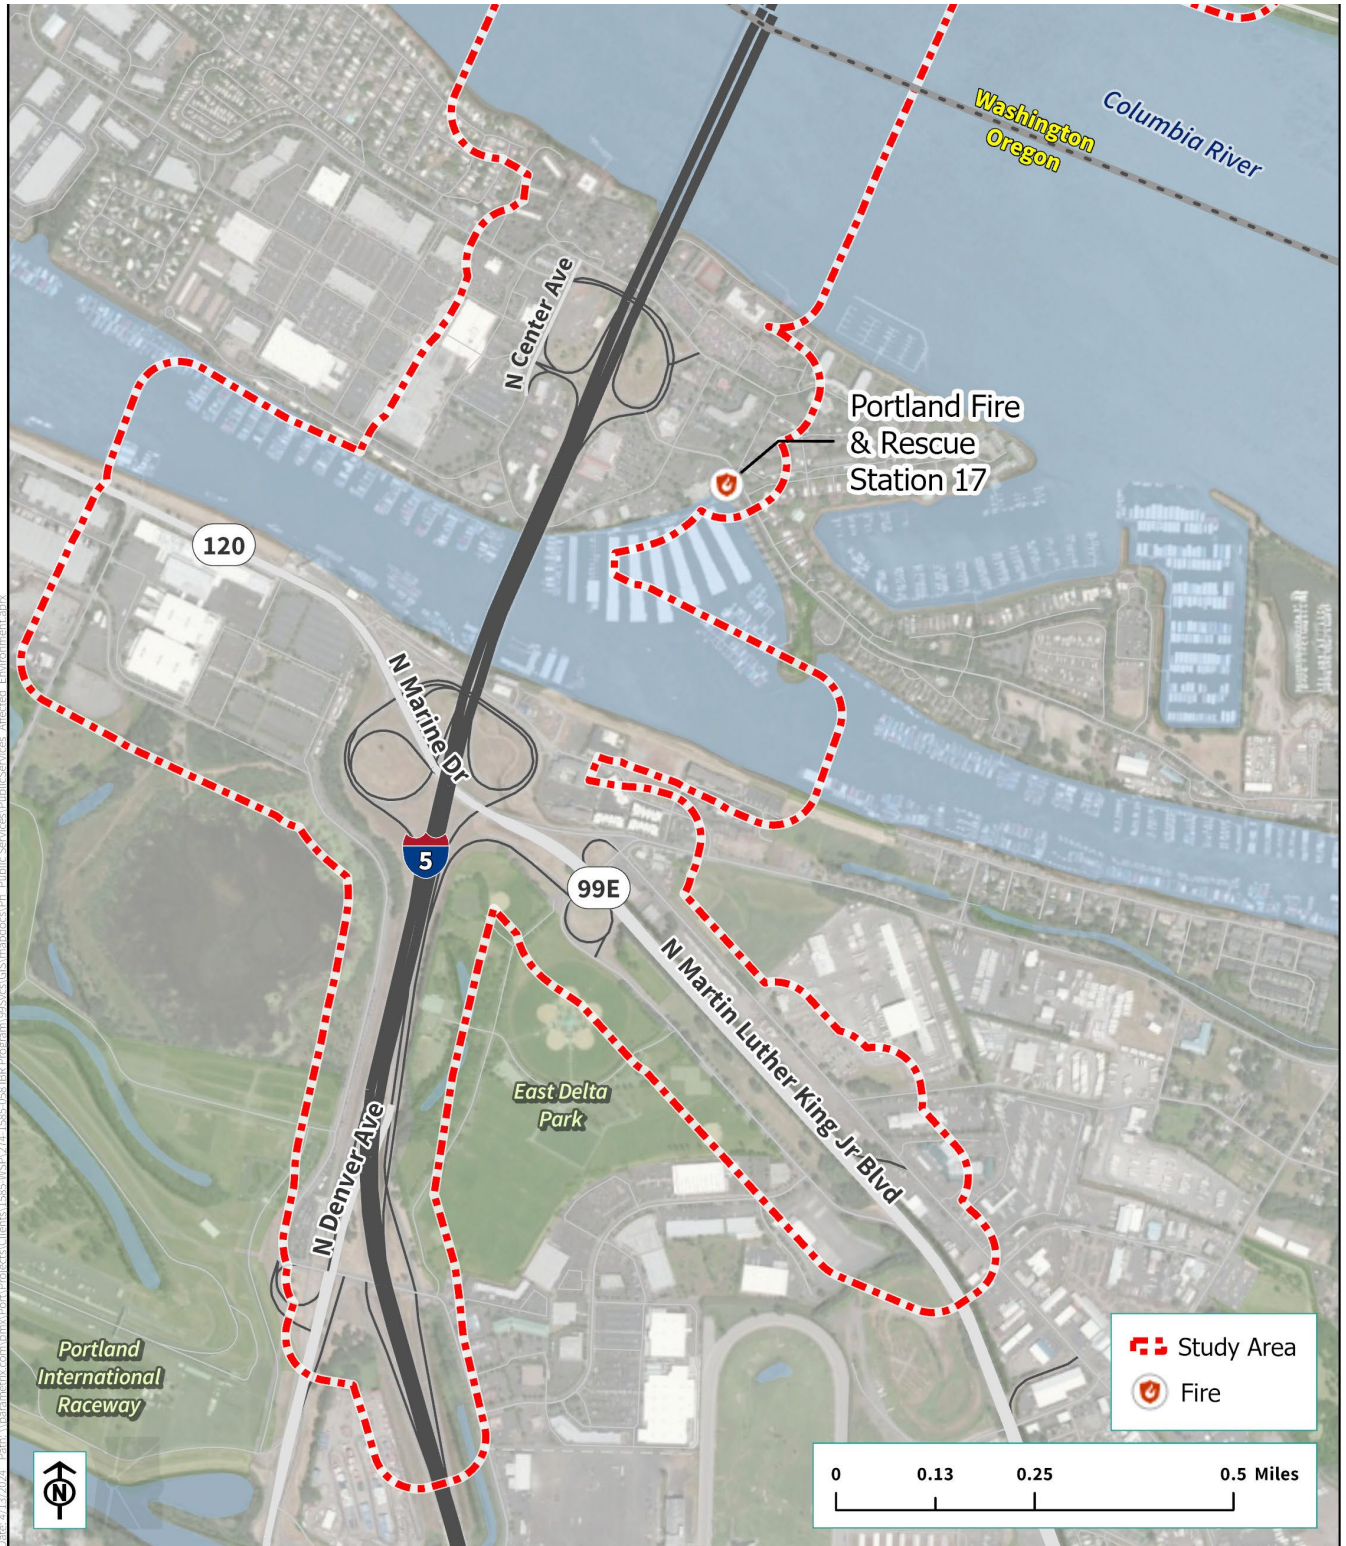 Washington
Oregon
Columbia River
N Center Ave
Portland Fire
& Rescue
Station 17
120
N Marine Dr
5
99E
N Martin Luther King Jr Blvd
East Delta
Park
N Denver Ave
Portland
International
Raceway
Study Area
Fire
N
0 0.13 0.25 0.5 Miles